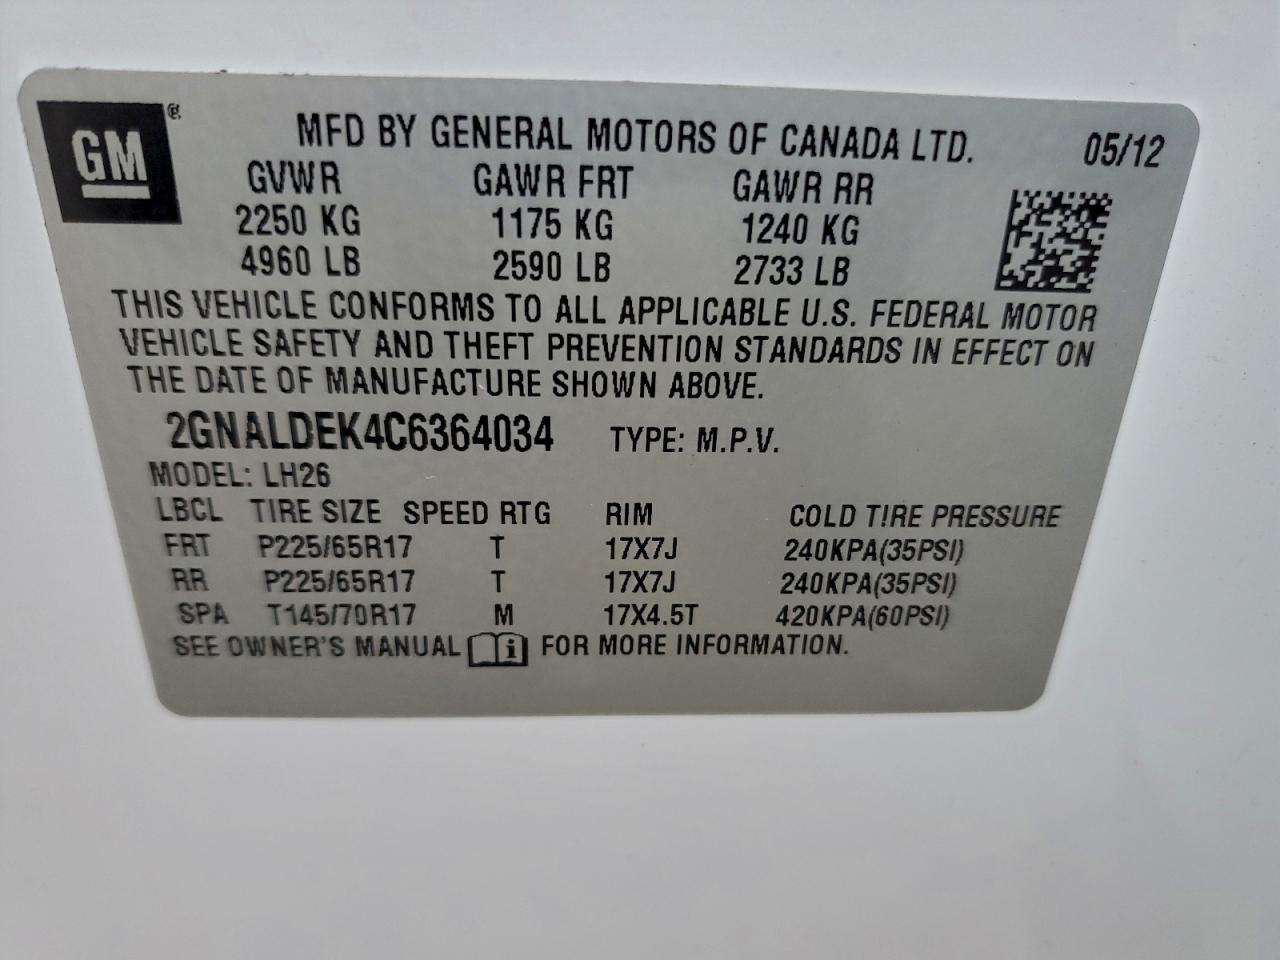 GM ®
MFD BY GENERAL MOTORS OF CANADA LTD. 05/12
GVWR GAWR FRT GAWR RR
2250 KG 1175 KG 1240 KG
4960 LB 2590 LB 2733 LB
THIS VEHICLE CONFORMS TO ALL APPLICABLE U.S. FEDERAL MOTOR
VEHICLE SAFETY AND THEFT PREVENTION STANDARDS IN EFFECT ON
THE DATE OF MANUFACTURE SHOWN ABOVE.
2GNALDEK4C6364034 TYPE: M.P.V.
MODEL: LH26
LBCL TIRE SIZE SPEED RTG RIM COLD TIRE PRESSURE
FRT P225/65R17 T 17X7J 240KPA(35PSI)
RR P225/65R17 T 17X7J 240KPA(35PSI)
SPA T145/70R17 M 17X4.5T 420KPA(60PSI)
SEE OWNER'S MANUAL i FOR MORE INFORMATION.